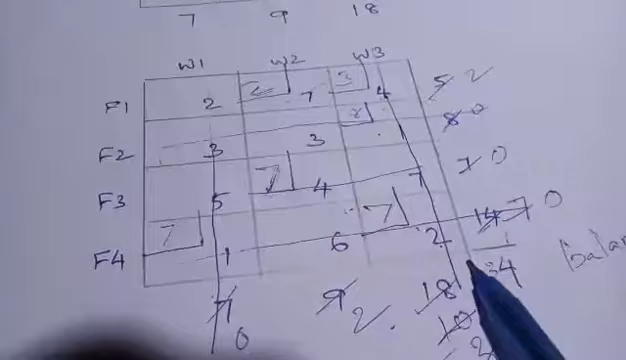 7 9 18
W1 W2 W3
F1 2 2 7 3 4 5 2
F2 3 3 8 8 0
F3 5 7 4 7 7 0
F4 7 1 6 7 2 14 7 0
34
7 9 18
0 2 10
2